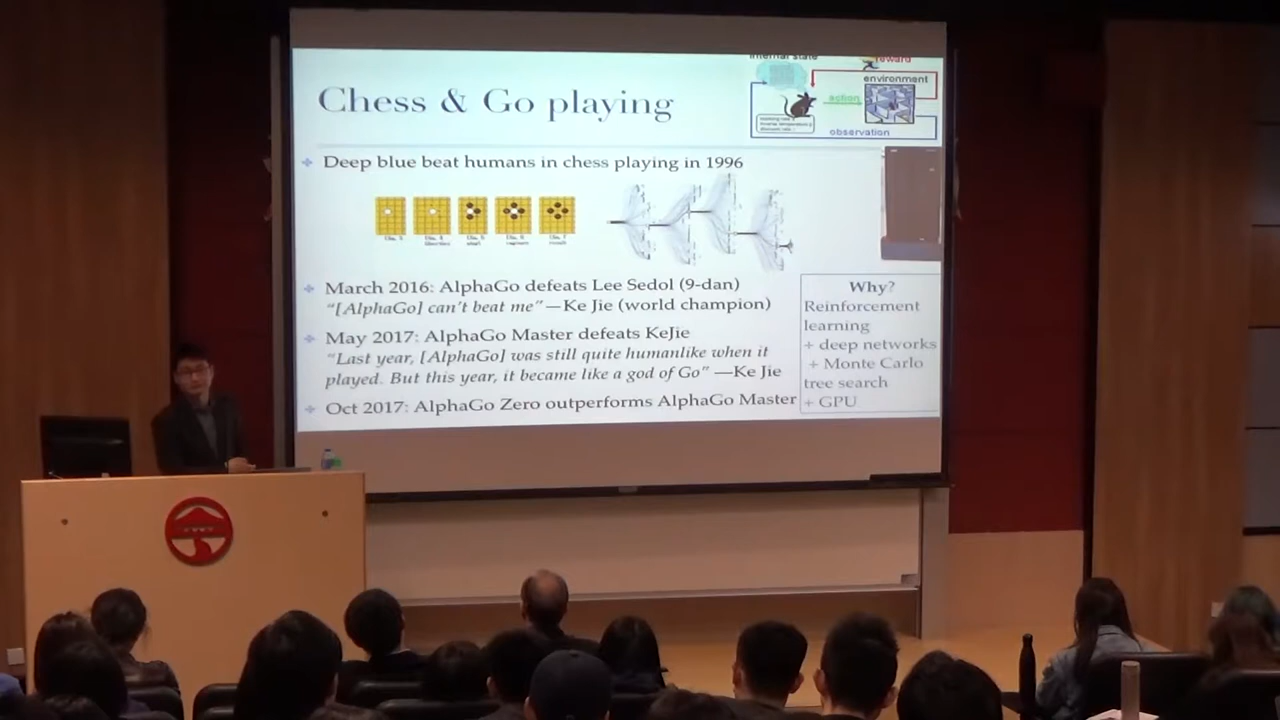 Chess & Go playing
internal state
reward
environment
action
observation
Deep blue beat humans in chess playing in 1996
March 2016: AlphaGo defeats Lee Sedol (9-dan)
"[AlphaGo] can't beat me" —Ke Jie (world champion)
May 2017: AlphaGo Master defeats KeJie
"Last year, [AlphaGo] was still quite humanlike when it
played. But this year, it became like a god of Go" —Ke Jie
Oct 2017: AlphaGo Zero outperforms AlphaGo Master
Why?
Reinforcement
learning
+ deep networks
+ Monte Carlo
tree search
+ GPU